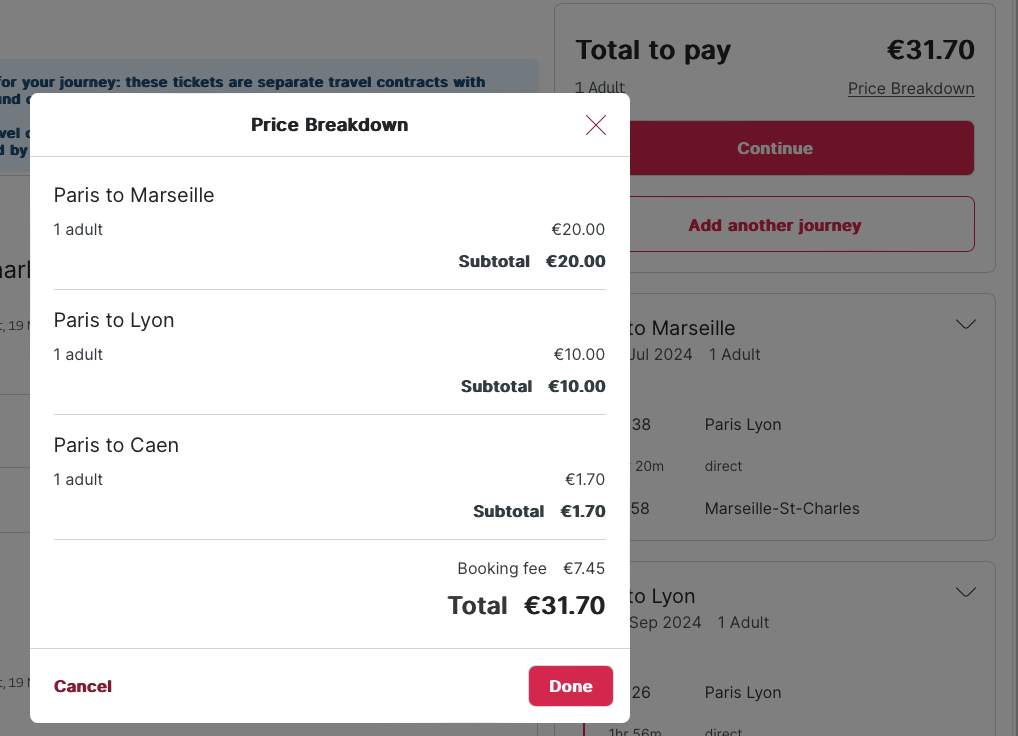 Total to pay €31.70
1 Adult Price Breakdown
Continue
Add another journey
for your journey: these tickets are separate travel contracts with
Price Breakdown
Paris to Marseille
1 adult €20.00
Subtotal €20.00
Paris to Lyon
1 adult €10.00
Subtotal €10.00
Paris to Caen
1 adult €1.70
Subtotal €1.70
Booking fee €7.45
Total €31.70
Cancel Done
to Marseille
Jul 2024 1 Adult
38 Paris Lyon
20m direct
58 Marseille-St-Charles
to Lyon
Sep 2024 1 Adult
26 Paris Lyon
1hr 56m direct